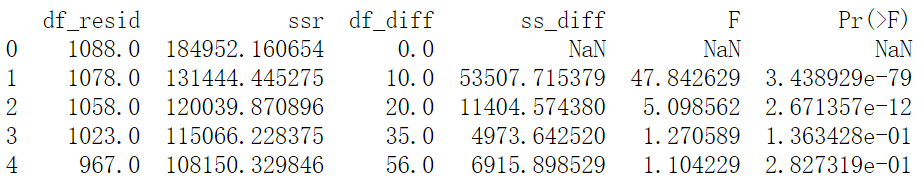 df_resid ssr df_diff ss_diff F Pr(>F)
0 1088.0 184952.160654 0.0 NaN NaN NaN
1 1078.0 131444.445275 10.0 53507.715379 47.842629 3.438929e-79
2 1058.0 120039.870896 20.0 11404.574380 5.098562 2.671357e-12
3 1023.0 115066.228375 35.0 4973.642520 1.270589 1.363428e-01
4 967.0 108150.329846 56.0 6915.898529 1.104229 2.827319e-01